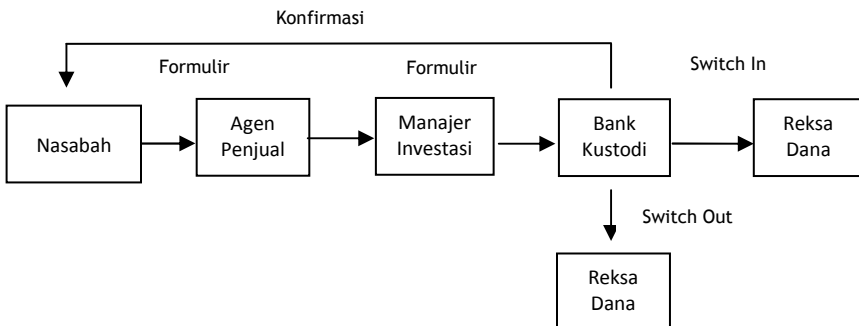 Konfirmasi
Formulir
Formulir
Switch In
Nasabah
Agen
Penjual
Manajer
Investasi
Bank
Kustodi
Reksa
Dana
Switch Out
Reksa
Dana